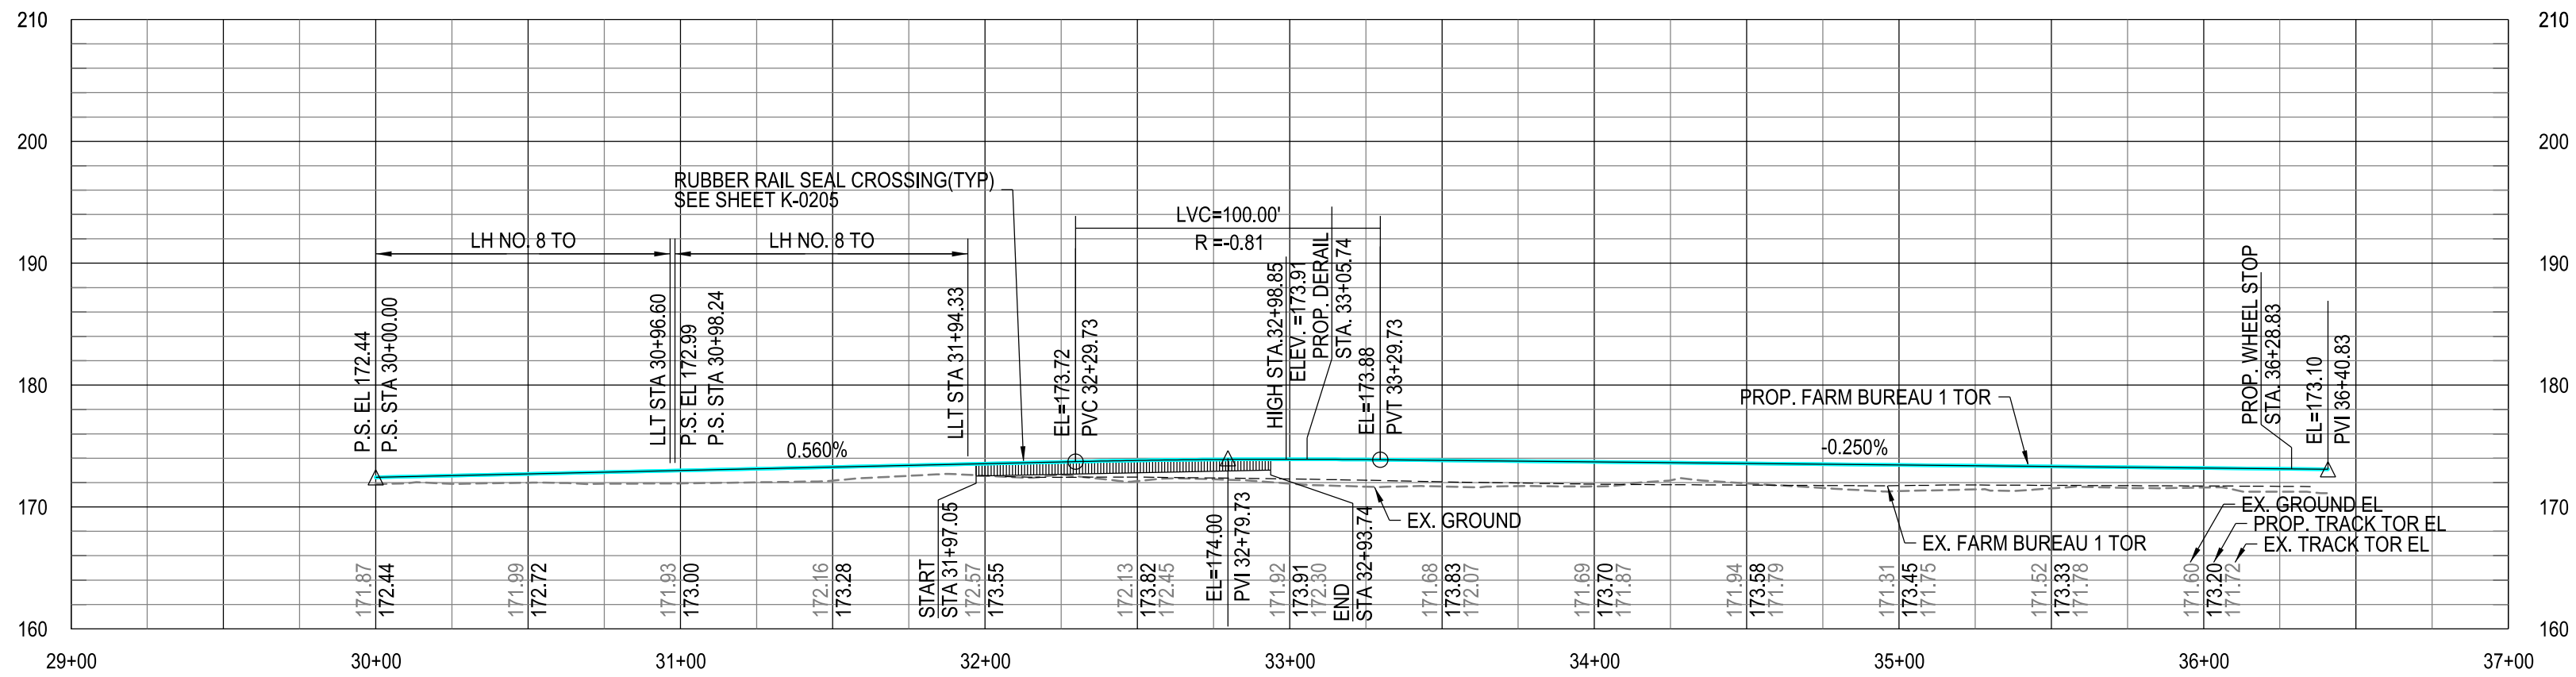 210
210
200
200
190
190
180
180
170
170
160
160
RUBBER RAIL SEAL CROSSING(TYP)
SEE SHEET K-0205
LH NO. 8 TO
LH NO. 8 TO
LVC=100.00'
R =-0.81
P.S. EL 172.44
P.S. STA 30+00.00
LLT STA 30+96.60
P.S. EL 172.99
P.S. STA 30+98.24
LLT STA 31+94.33
EL=173.72
PVC 32+29.73
HIGH STA.32+98.85
ELEV. =173.91
PROP. DERAIL
STA. 33+05.74
EL=173.88
PVT 33+29.73
PROP. WHEEL STOP
STA. 36+28.83
EL=173.10
PVI 36+40.83
0.560%
-0.250%
PROP. FARM BUREAU 1 TOR
EX. GROUND
EX. FARM BUREAU 1 TOR
EX. GROUND EL
PROP. TRACK TOR EL
EX. TRACK TOR EL
START
STA 31+97.05
EL=174.00
PVI 32+79.73
END
STA 32+93.74
171.87
172.44
171.99
172.72
171.93
173.00
172.16
173.28
172.57
173.55
172.13
173.82
172.45
171.92
173.91
172.30
171.68
173.83
172.07
171.69
173.70
171.87
171.94
173.58
171.79
171.31
173.45
171.75
171.52
173.33
171.78
171.60
173.20
171.72
29+00
30+00
31+00
32+00
33+00
34+00
35+00
36+00
37+00